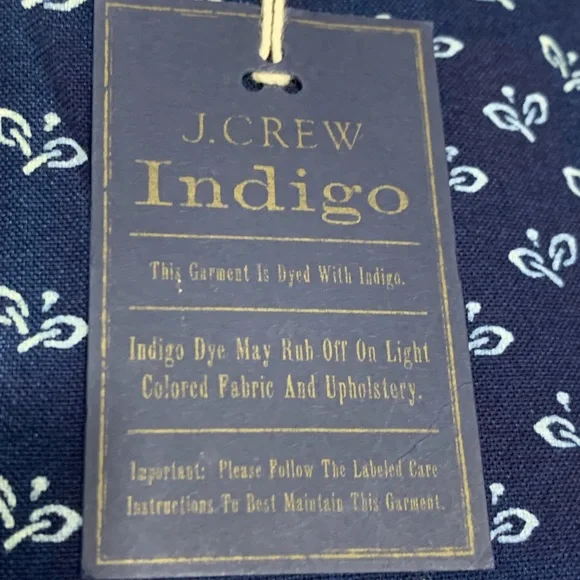 J.CREW
Indigo
This Garment Is Dyed With Indigo.
Indigo Dye May Rub Off On Light
Colored Fabric And Upholstery.
Important: Please Follow The Labeled Care
Instructions To Best Maintain This Garment.